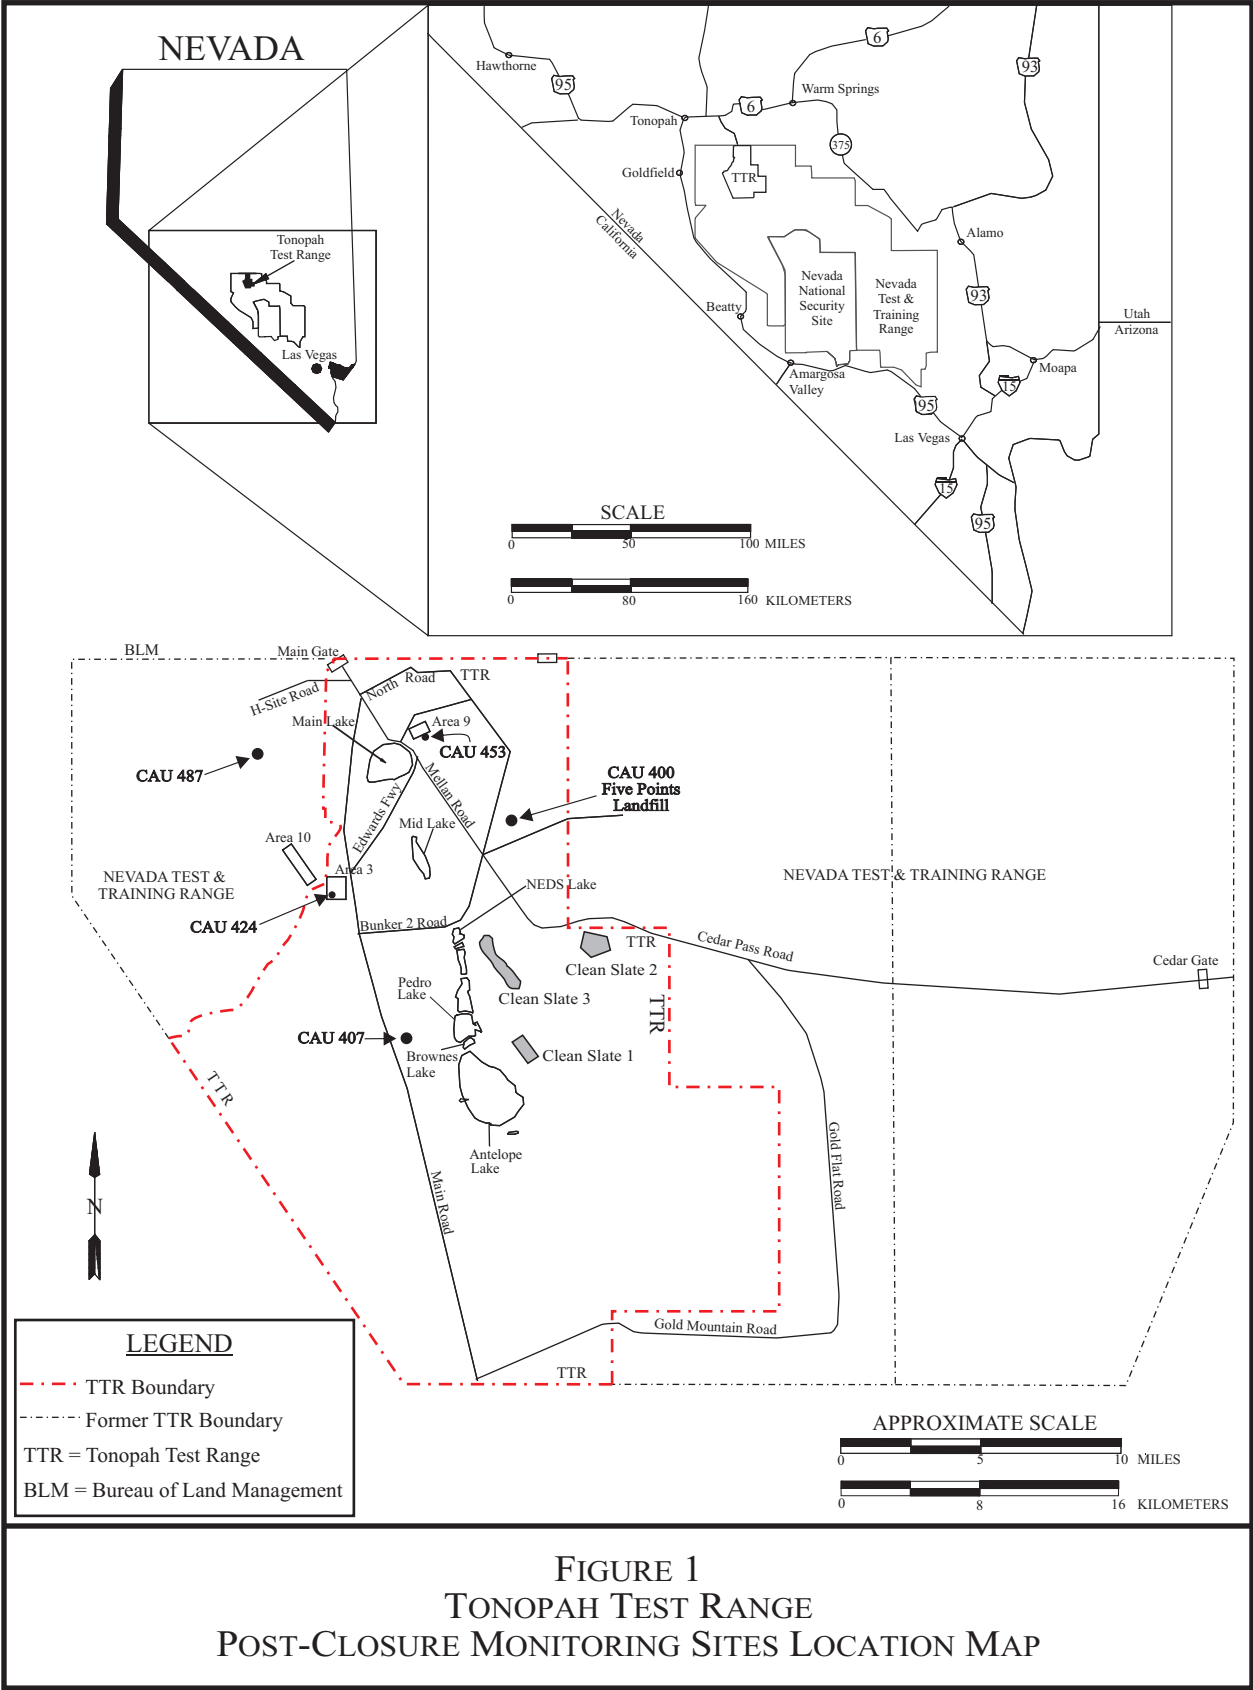 NEVADA
Tonopah
Test Range
Las Vegas
Hawthorne
95
6
93
Warm Springs
6
Tonopah
375
Goldfield
TTR
Nevada
California
Alamo
Nevada
National
Security
Site
Nevada
Test &
Training
Range
93
Beatty
Utah
Arizona
Amargosa
Valley
Moapa
15
95
Las Vegas
15
95
SCALE
0 50 100 MILES
0 80 160 KILOMETERS
BLM
Main Gate
North Road
TTR
H-Site Road
Main Lake
Area 9
CAU 453
CAU 487
CAU 400
Five Points
Landfill
Mellan Road
Edwards Fwy
Mid Lake
Area 10
Area 3
NEVADA TEST &
TRAINING RANGE
NEVADA TEST & TRAINING RANGE
NEDS Lake
CAU 424
Bunker 2 Road
TTR
Cedar Pass Road
Cedar Gate
Clean Slate 2
Pedro
Lake
Clean Slate 3
TTR
CAU 407
Brownes
Lake
Clean Slate 1
TTR
Antelope
Lake
Gold Flat Road
Main Road
N
Gold Mountain Road
TTR
LEGEND
TTR Boundary
Former TTR Boundary
TTR = Tonopah Test Range
BLM = Bureau of Land Management
APPROXIMATE SCALE
0 5 10 MILES
0 8 16 KILOMETERS
FIGURE 1
TONOPAH TEST RANGE
POST-CLOSURE MONITORING SITES LOCATION MAP